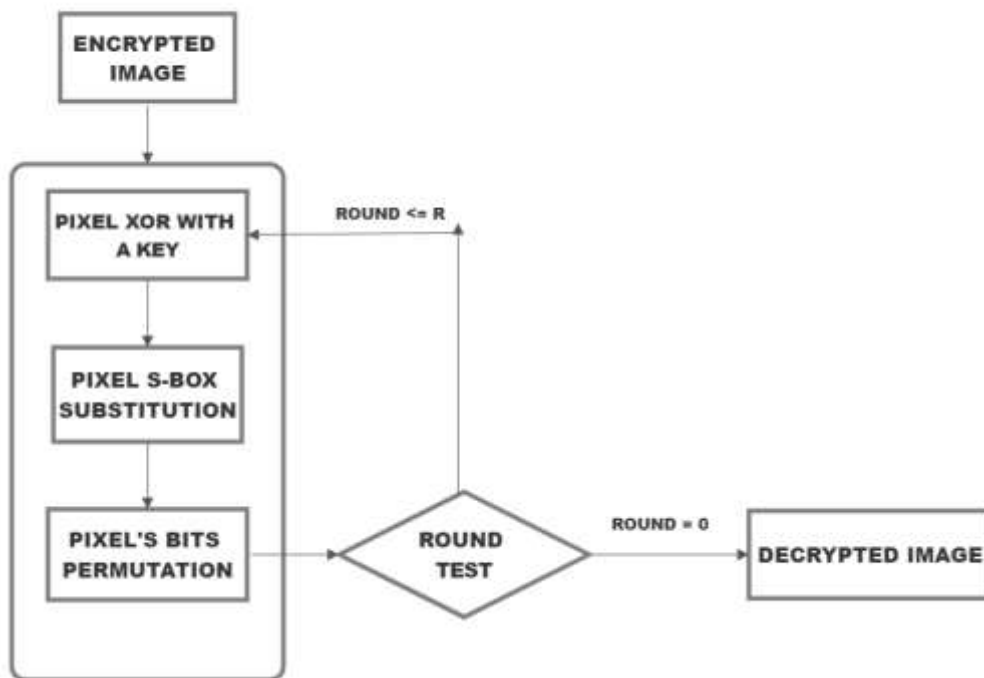 ENCRYPTED
IMAGE
PIXEL XOR WITH
A KEY
ROUND <= R
PIXEL S-BOX
SUBSTITUTION
PIXEL'S BITS
PERMUTATION
ROUND
TEST
ROUND = 0
DECRYPTED IMAGE